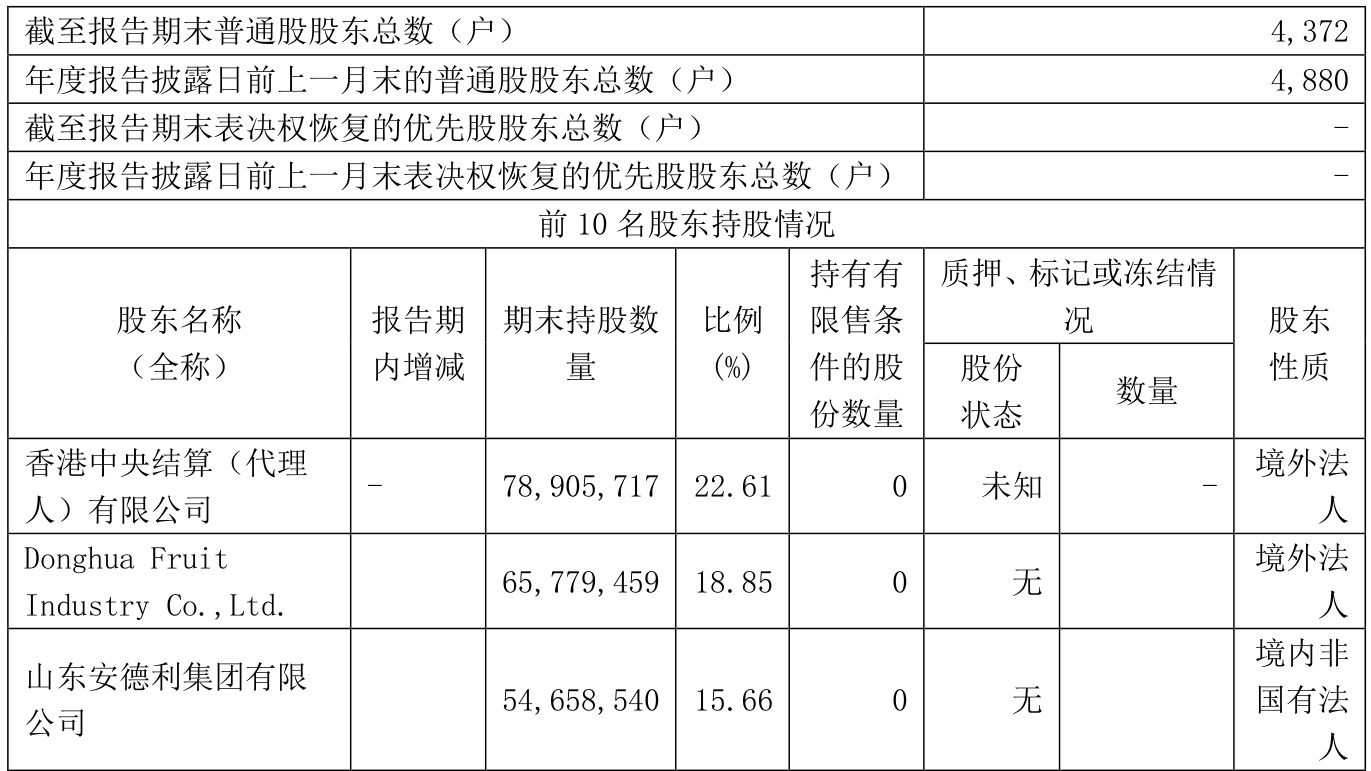 截至报告期末普通股股东总数（户） 4,372
年度报告披露日前上一月末的普通股股东总数（户） 4,880
截至报告期末表决权恢复的优先股股东总数（户） -
年度报告披露日前上一月末表决权恢复的优先股股东总数（户） -
前 10 名股东持股情况
股东名称
（全称）
报告期
内增减
期末持股数
量
比例
(%)
持有有
限售条
件的股
份数量
质押、标记或冻结情
况
股份
状态
数量
股东
性质
香港中央结算（代理
人）有限公司
-
78,905,717
22.61
0
未知
-
境外法
人
Donghua Fruit
Industry Co.,Ltd.
65,779,459
18.85
0
无
境外法
人
山东安德利集团有限
公司
54,658,540
15.66
0
无
境内非
国有法
人